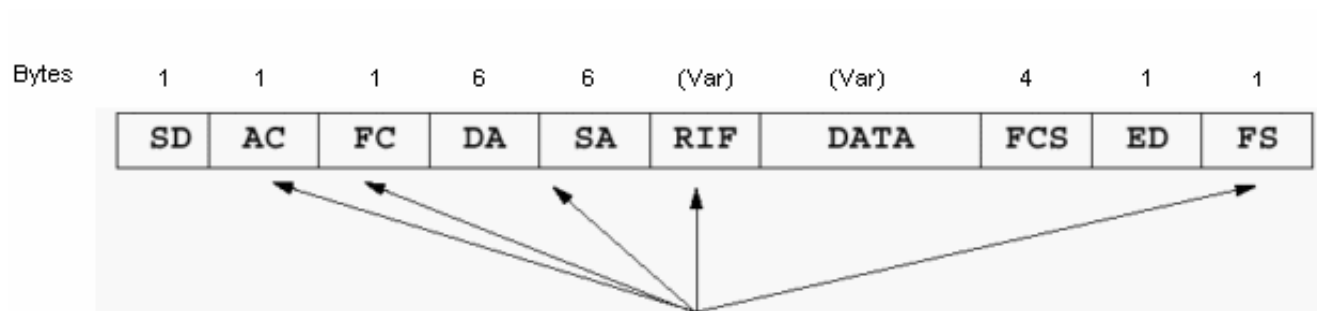 Bytes 1 1 1 6 6 (Var) (Var) 4 1 1
SD AC FC DA SA RIF DATA FCS ED FS